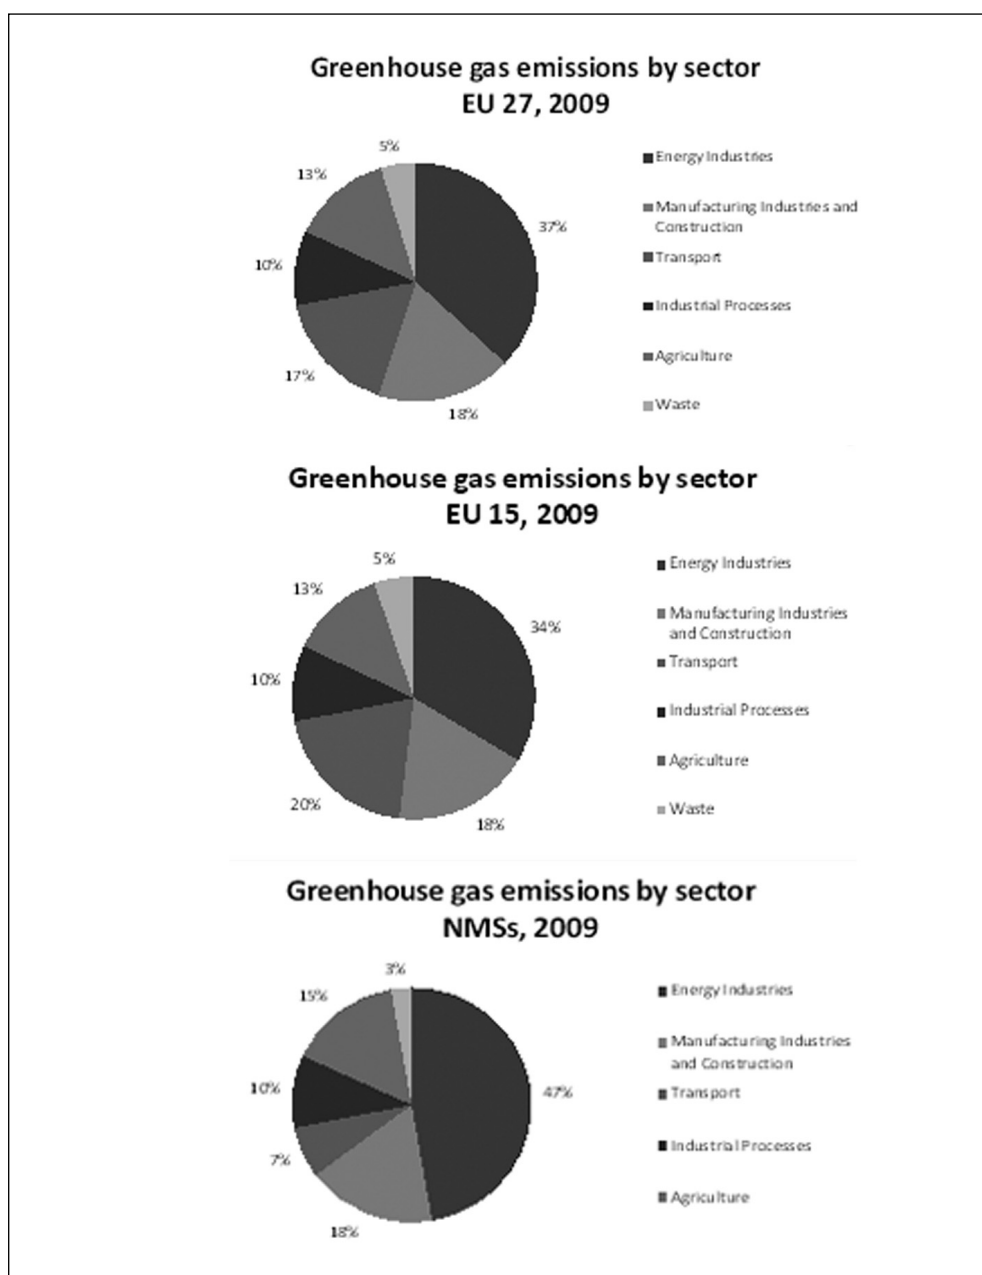 Greenhouse gas emissions by sector
EU 27, 2009
5%
13%
37%
10%
17%
18%
Energy Industries
Manufacturing Industries and
Construction
Transport
Industrial Processes
Agriculture
Waste
Greenhouse gas emissions by sector
EU 15, 2009
5%
13%
34%
10%
20%
18%
Energy Industries
Manufacturing Industries
and Construction
Transport
Industrial Processes
Agriculture
Waste
Greenhouse gas emissions by sector
NMSs, 2009
3%
15%
47%
10%
7%
18%
Energy Industries
Manufacturing Industries
and Construction
Transport
Industrial Processes
Agriculture